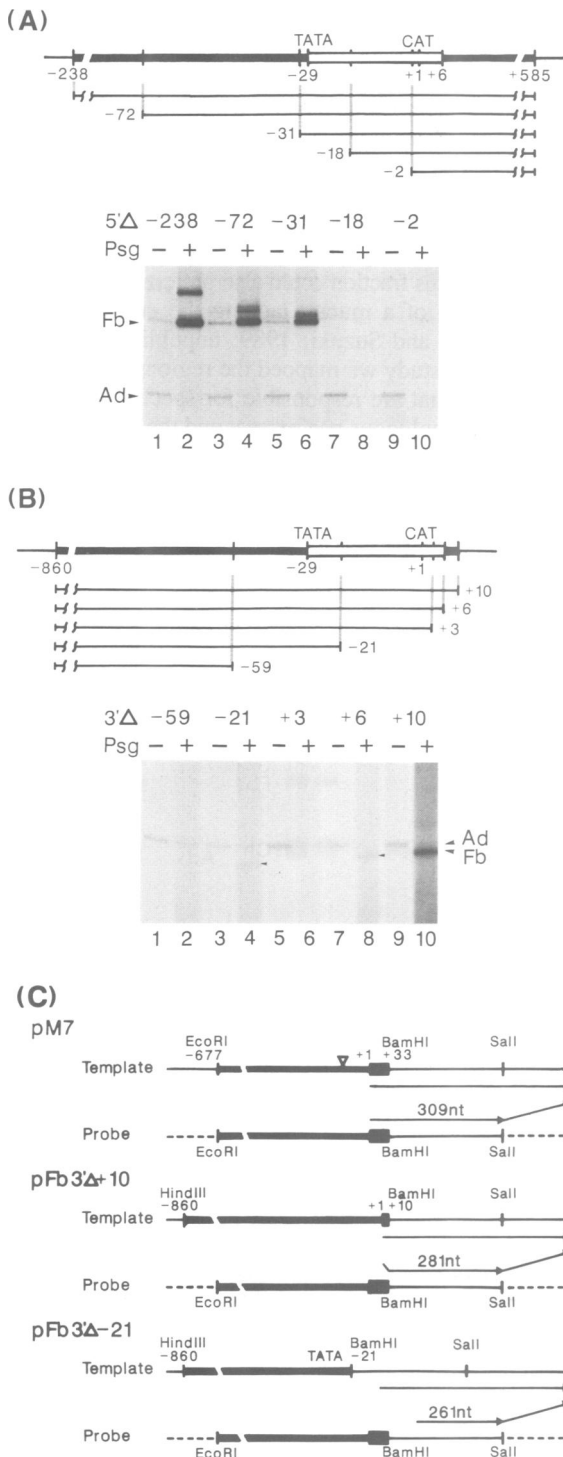 (A)
TATA CAT
-238 -29 +1 +6 +585
-72
-31
-18
-2
5'Δ -238 -72 -31 -18 -2
Psg - + - + - + - + - +
Fb
Ad
1 2 3 4 5 6 7 8 9 10
(B)
TATA CAT
-860 -29 +1
+10
+6
+3
-21
-59
3'Δ -59 -21 +3 +6 +10
Psg - + - + - + - + - +
Ad
Fb
1 2 3 4 5 6 7 8 9 10
(C)
pM7
EcoRI BamHI SalI
-677 +1 +33
Template
309nt
Probe
EcoRI BamHI SalI
pFb3'Δ+10
HindIII BamHI SalI
-860 +1 +10
Template
281nt
Probe
EcoRI BamHI SalI
pFb3'Δ-21
HindIII BamHI SalI
-860 TATA -21
Template
261nt
Probe
EcoRI BamHI SalI